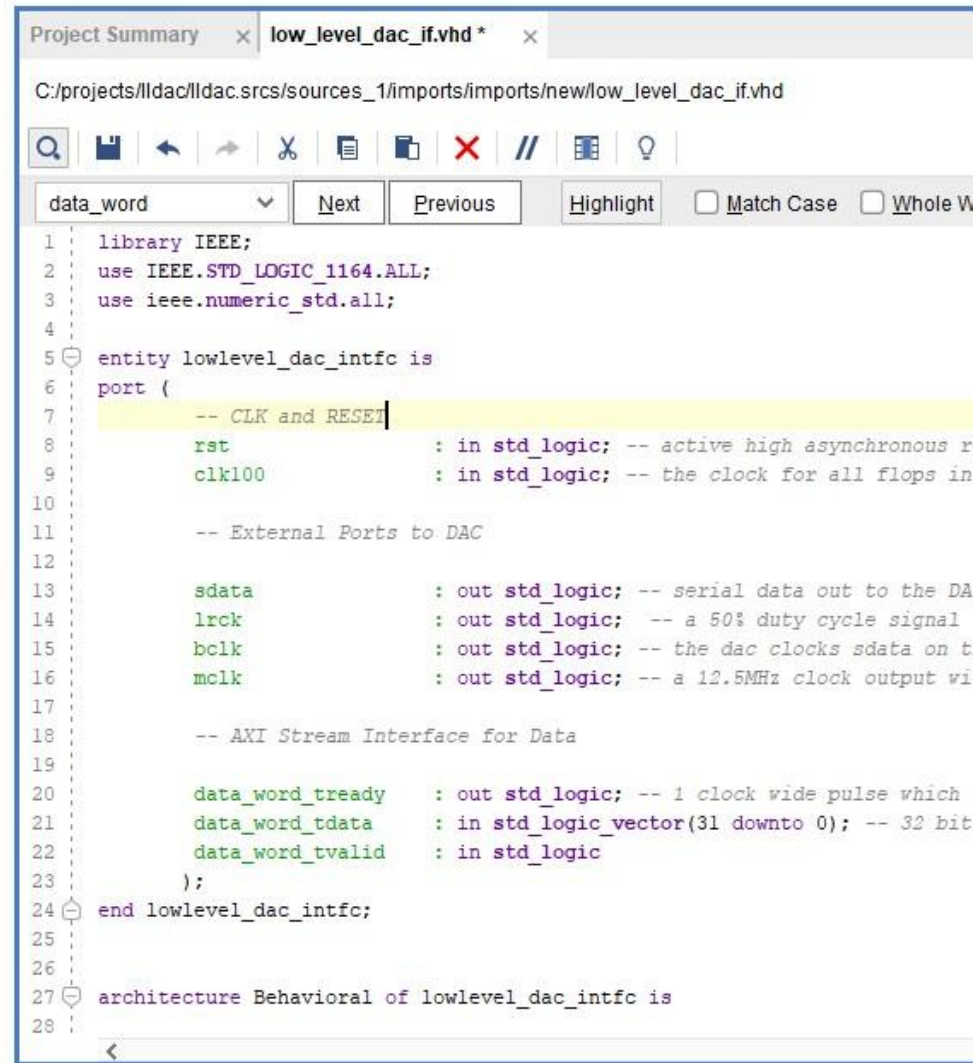 Project Summary × low_level_dac_if.vhd * ×
C:/projects/lldac/lldac.srcs/sources_1/imports/imports/new/low_level_dac_if.vhd
data_word Next Previous Highlight Match Case Whole W
1 library IEEE;
2 use IEEE.STD_LOGIC_1164.ALL;
3 use ieee.numeric_std.all;
4
5 entity lowlevel_dac_intfc is
6 port (
7 -- CLK and RESET
8 rst : in std_logic; -- active high asynchronous r
9 clk100 : in std_logic; -- the clock for all flops in
10
11 -- External Ports to DAC
12
13 sdata : out std_logic; -- serial data out to the DA
14 lrck : out std_logic; -- a 50% duty cycle signal
15 bclk : out std_logic; -- the dac clocks sdata on t
16 mclk : out std_logic; -- a 12.5MHz clock output wi
17
18 -- AXI Stream Interface for Data
19
20 data_word_tready : out std_logic; -- 1 clock wide pulse which
21 data_word_tdata : in std_logic_vector(31 downto 0); -- 32 bit
22 data_word_tvalid : in std_logic
23 );
24 end lowlevel_dac_intfc;
25
26
27 architecture Behavioral of lowlevel_dac_intfc is
28